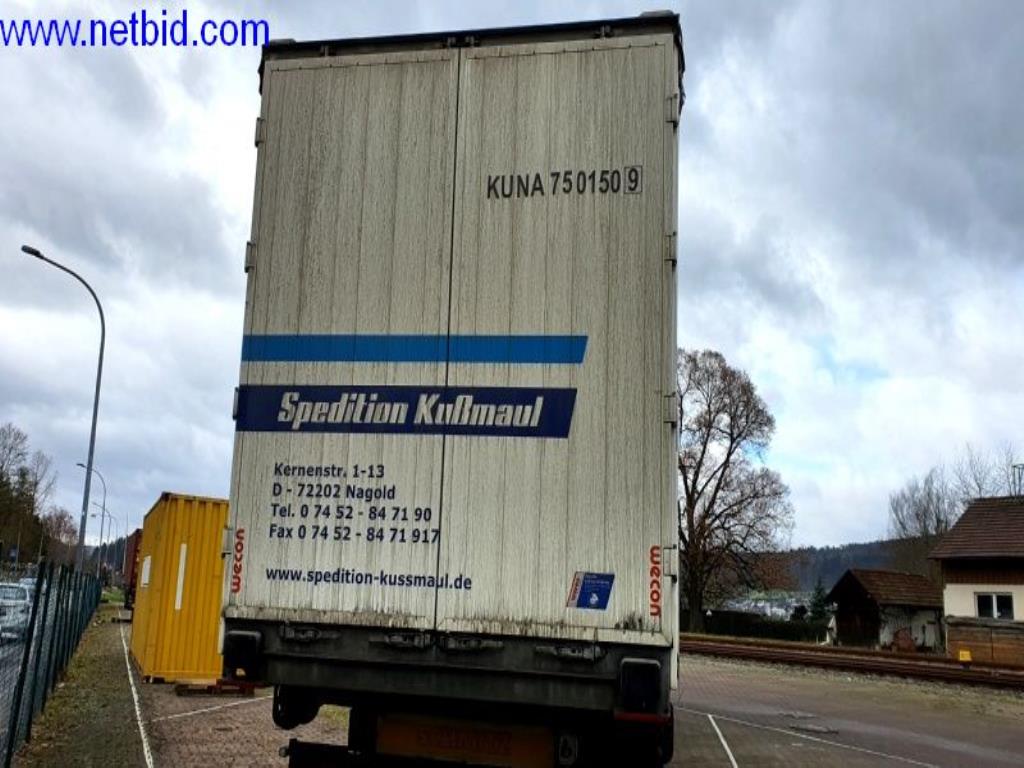 www.netbid.com
KUNA 750150 9
Spedition Kußmaul
Kernenstr. 1-13
D - 72202 Nagold
Tel. 0 74 52 - 84 71 90
Fax 0 74 52 - 84 71 917
www.spedition-kussmaul.de
wecon
wecon